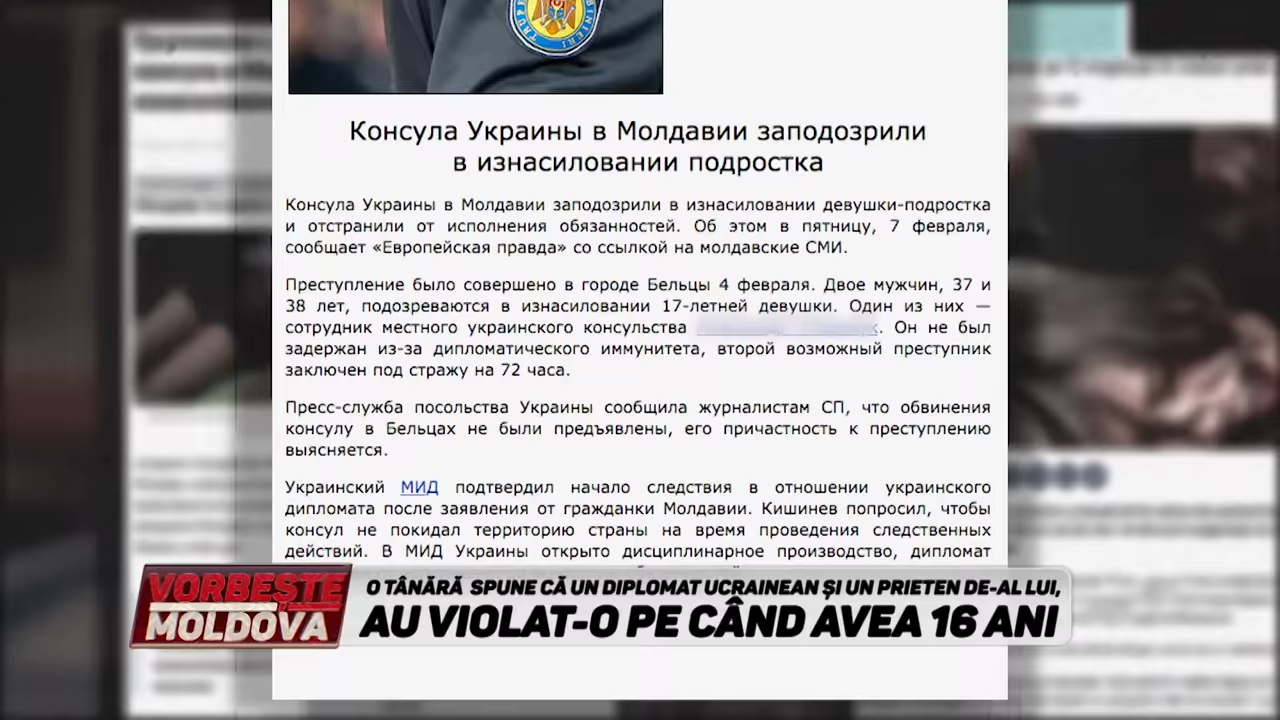 Консула Украины в Молдавии заподозрили
в изнасиловании подростка
Консула Украины в Молдавии заподозрили в изнасиловании девушки-подростка
и отстранили от исполнения обязанностей. Об этом в пятницу, 7 февраля,
сообщает «Европейская правда» со ссылкой на молдавские СМИ.
Преступление было совершено в городе Бельцы 4 февраля. Двое мужчин, 37 и
38 лет, подозреваются в изнасиловании 17-летней девушки. Один из них —
сотрудник местного украинского консульства . Он не был
задержан из-за дипломатического иммунитета, второй возможный преступник
заключен под стражу на 72 часа.
Пресс-служба посольства Украины сообщила журналистам СП, что обвинения
консулу в Бельцах не были предъявлены, его причастность к преступлению
выясняется.
Украинский МИД подтвердил начало следствия в отношении украинского
дипломата после заявления от гражданки Молдавии. Кишинев попросил, чтобы
консул не покидал территорию страны на время проведения следственных
действий. В МИД Украины открыто дисциплинарное производство, дипломат
VORBEȘTE
MOLDOVA
O TÂNĂRĂ SPUNE CĂ UN DIPLOMAT UCRAINEAN ȘI UN PRIETEN DE-AL LUI,
AU VIOLAT-O PE CÂND AVEA 16 ANI